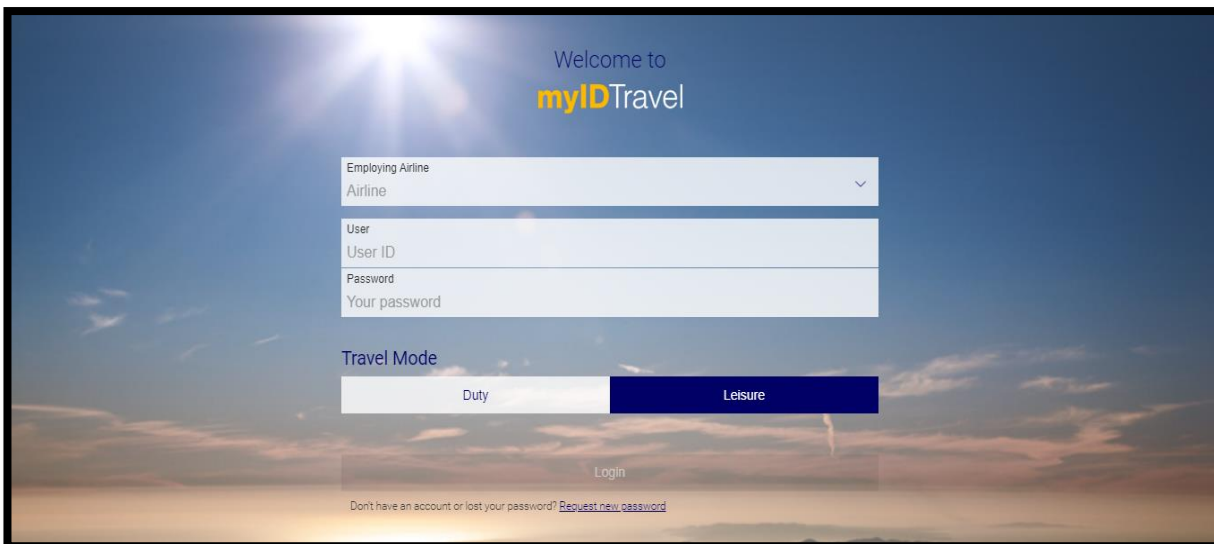 Welcome to
myIDTravel
Employing Airline
Airline
User
User ID
Password
Your password
Travel Mode
Duty Leisure
Login
Don't have an account or lost your password? Request new password